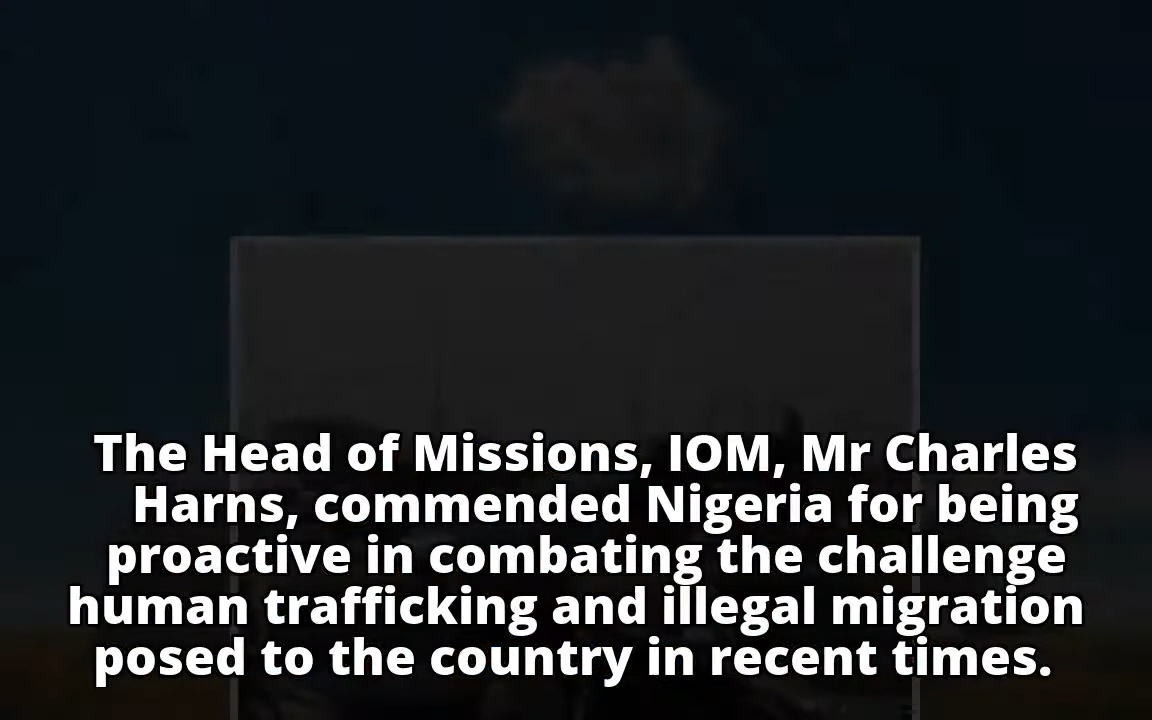 The Head of Missions, IOM, Mr Charles
Harns, commended Nigeria for being
proactive in combating the challenge
human trafficking and illegal migration
posed to the country in recent times.